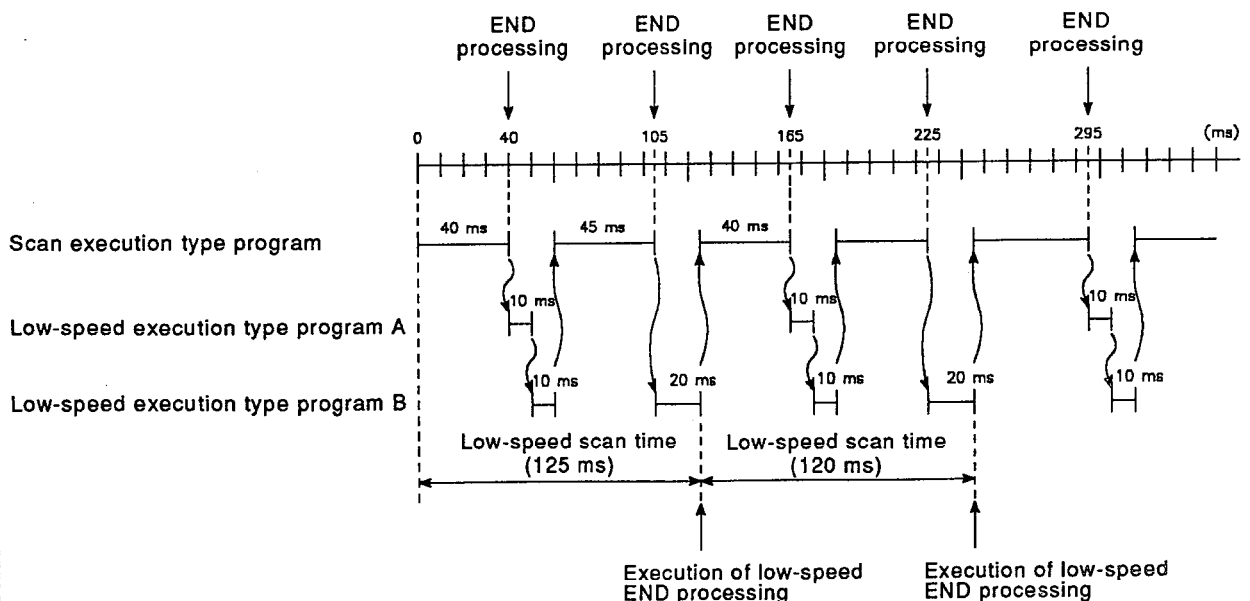 END processing
END processing
END processing
END processing
END processing
0 40 105 165 225 295 (ms)
40 ms 45 ms 40 ms
Scan execution type program
10 ms 10 ms 10 ms
Low-speed execution type program A
10 ms 20 ms 10 ms 20 ms 10 ms
Low-speed execution type program B
Low-speed scan time
(125 ms)
Low-speed scan time
(120 ms)
Execution of low-speed
END processing
Execution of low-speed
END processing